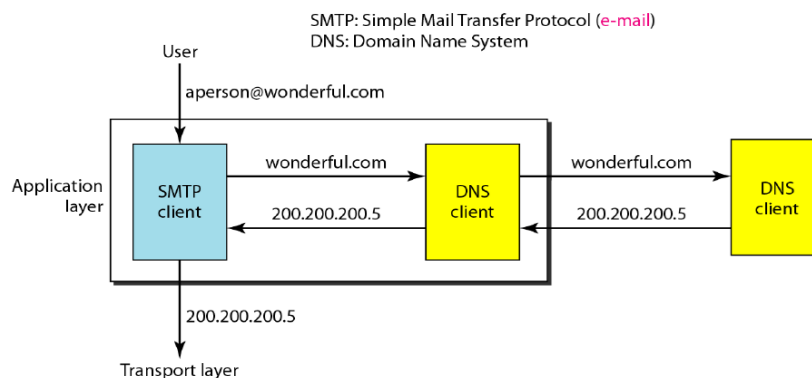 SMTP: Simple Mail Transfer Protocol (e-mail)
DNS: Domain Name System
User
aperson@wonderful.com
Application
layer
SMTP
client
wonderful.com
200.200.200.5
DNS
client
wonderful.com
200.200.200.5
DNS
client
200.200.200.5
Transport layer